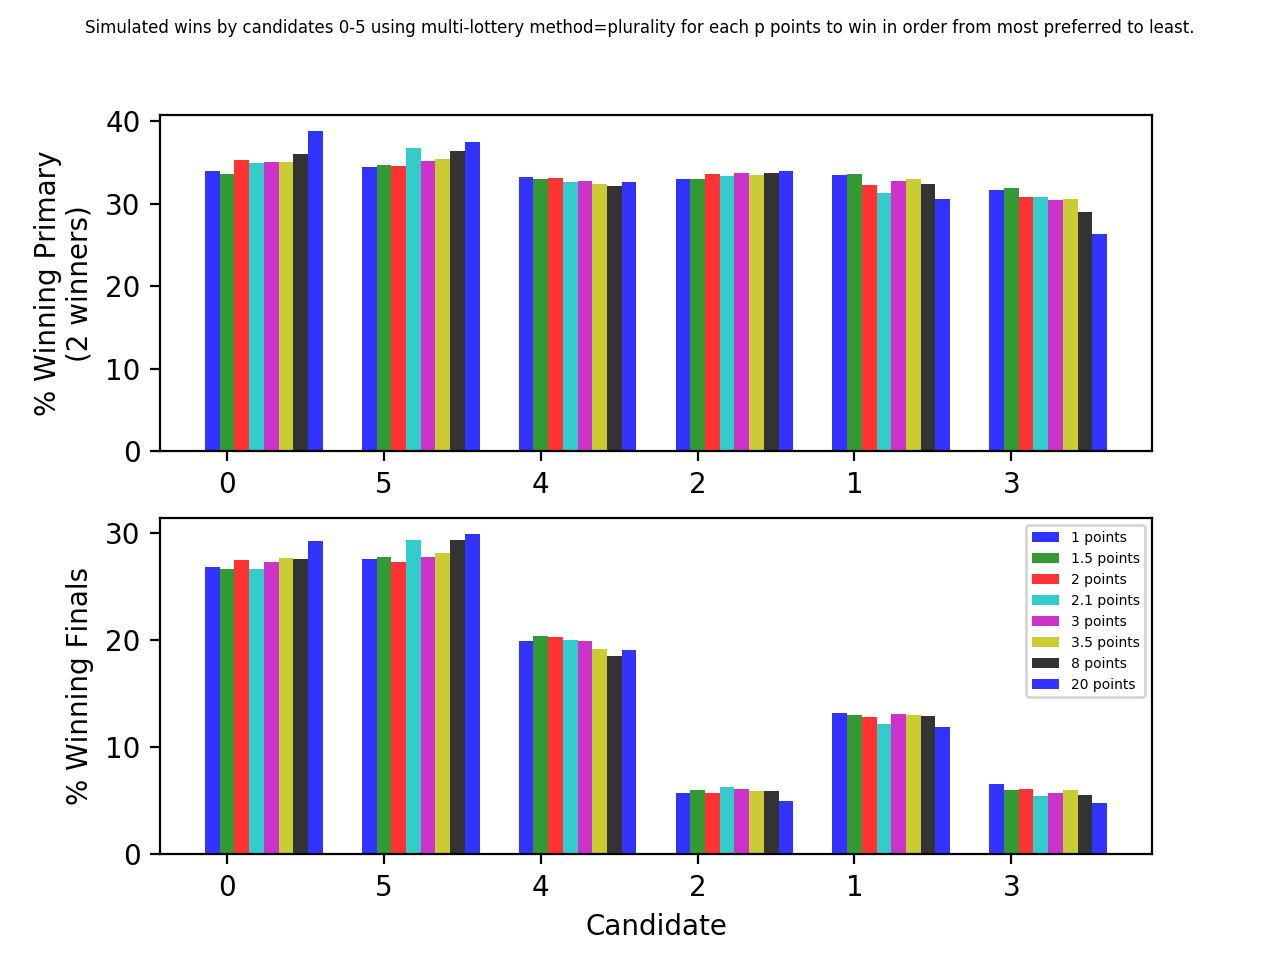 Simulated wins by candidates 0-5 using multi-lottery method=plurality for each p points to win in order from most preferred to least.
40
30
20
10
0
% Winning Primary
(2 winners)
0 5 4 2 1 3
30
20
10
0
% Winning Finals
1 points
1.5 points
2 points
2.1 points
3 points
3.5 points
8 points
20 points
0 5 4 2 1 3
Candidate